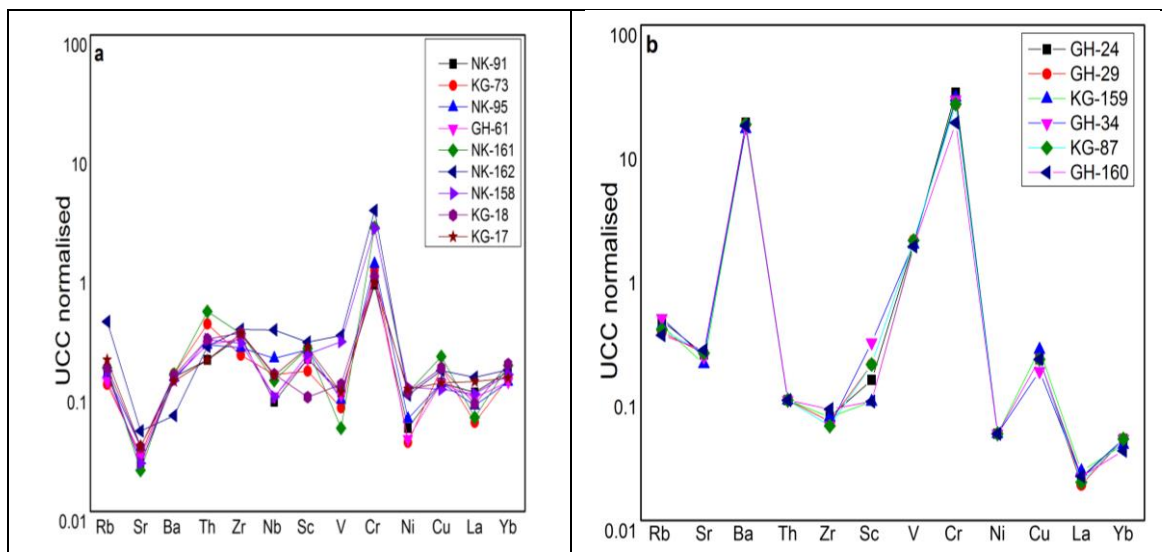 a
100
10
1
0.1
0.01
UCC normalised
NK-91
KG-73
NK-95
GH-61
NK-161
NK-162
NK-158
KG-18
KG-17
Rb Sr Ba Th Zr Nb Sc V Cr Ni Cu La Yb
b
100
10
1
0.1
0.01
UCC normalised
GH-24
GH-29
KG-159
GH-34
KG-87
GH-160
Rb Sr Ba Th Zr Sc V Cr Ni Cu La Yb